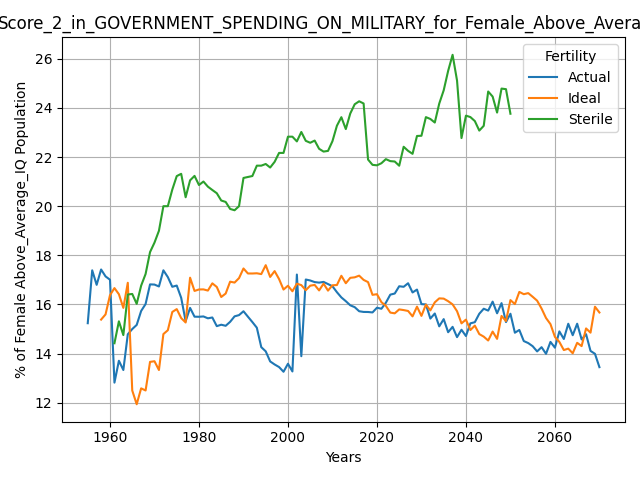 Score_2_in_GOVERNMENT_SPENDING_ON_MILITARY_for_Female_Above_Avera
26
24
22
20
18
16
14
12
% of Female Above_Average_IQ Population
Fertility
Actual
Ideal
Sterile
1960 1980 2000 2020 2040 2060
Years